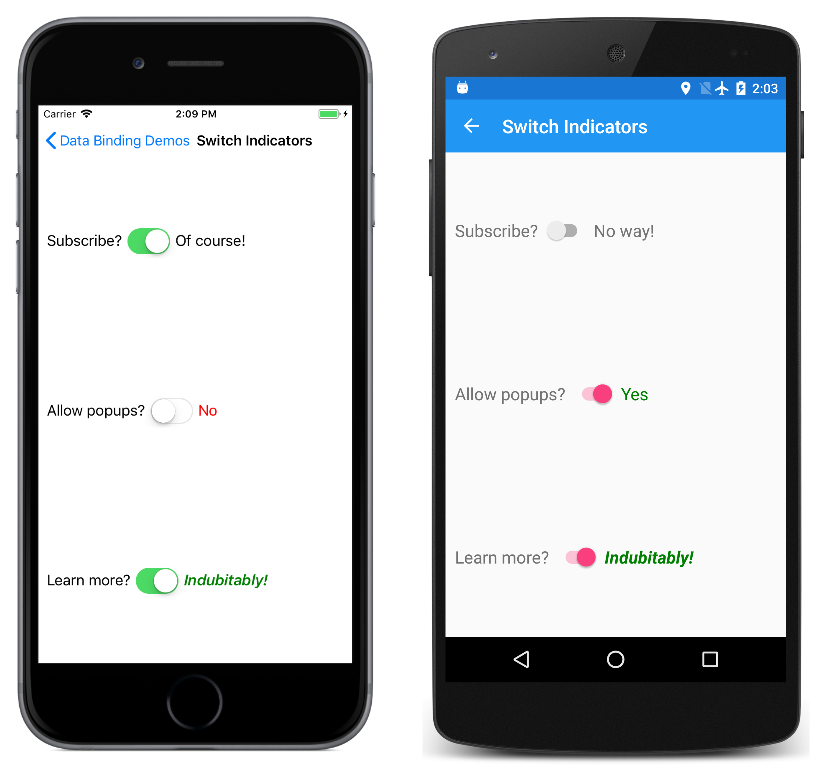 Carrier 2:09 PM
Data Binding Demos Switch Indicators
Subscribe? Of course!
Allow popups? No
Learn more? Indubitably!
2:03
Switch Indicators
Subscribe? No way!
Allow popups? Yes
Learn more? Indubitably!